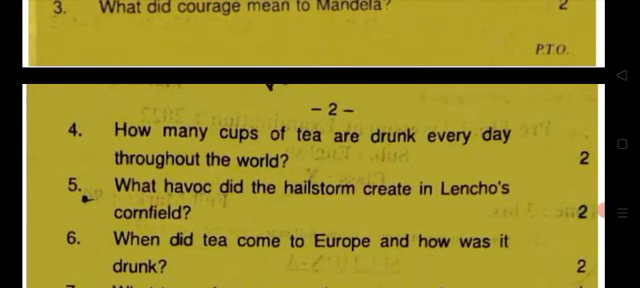 3. What did courage mean to Mandela? 2
P.T.O.
- 2 -
4. How many cups of tea are drunk every day
throughout the world? 2
5. What havoc did the hailstorm create in Lencho's
cornfield? 2
6. When did tea come to Europe and how was it
drunk? 2